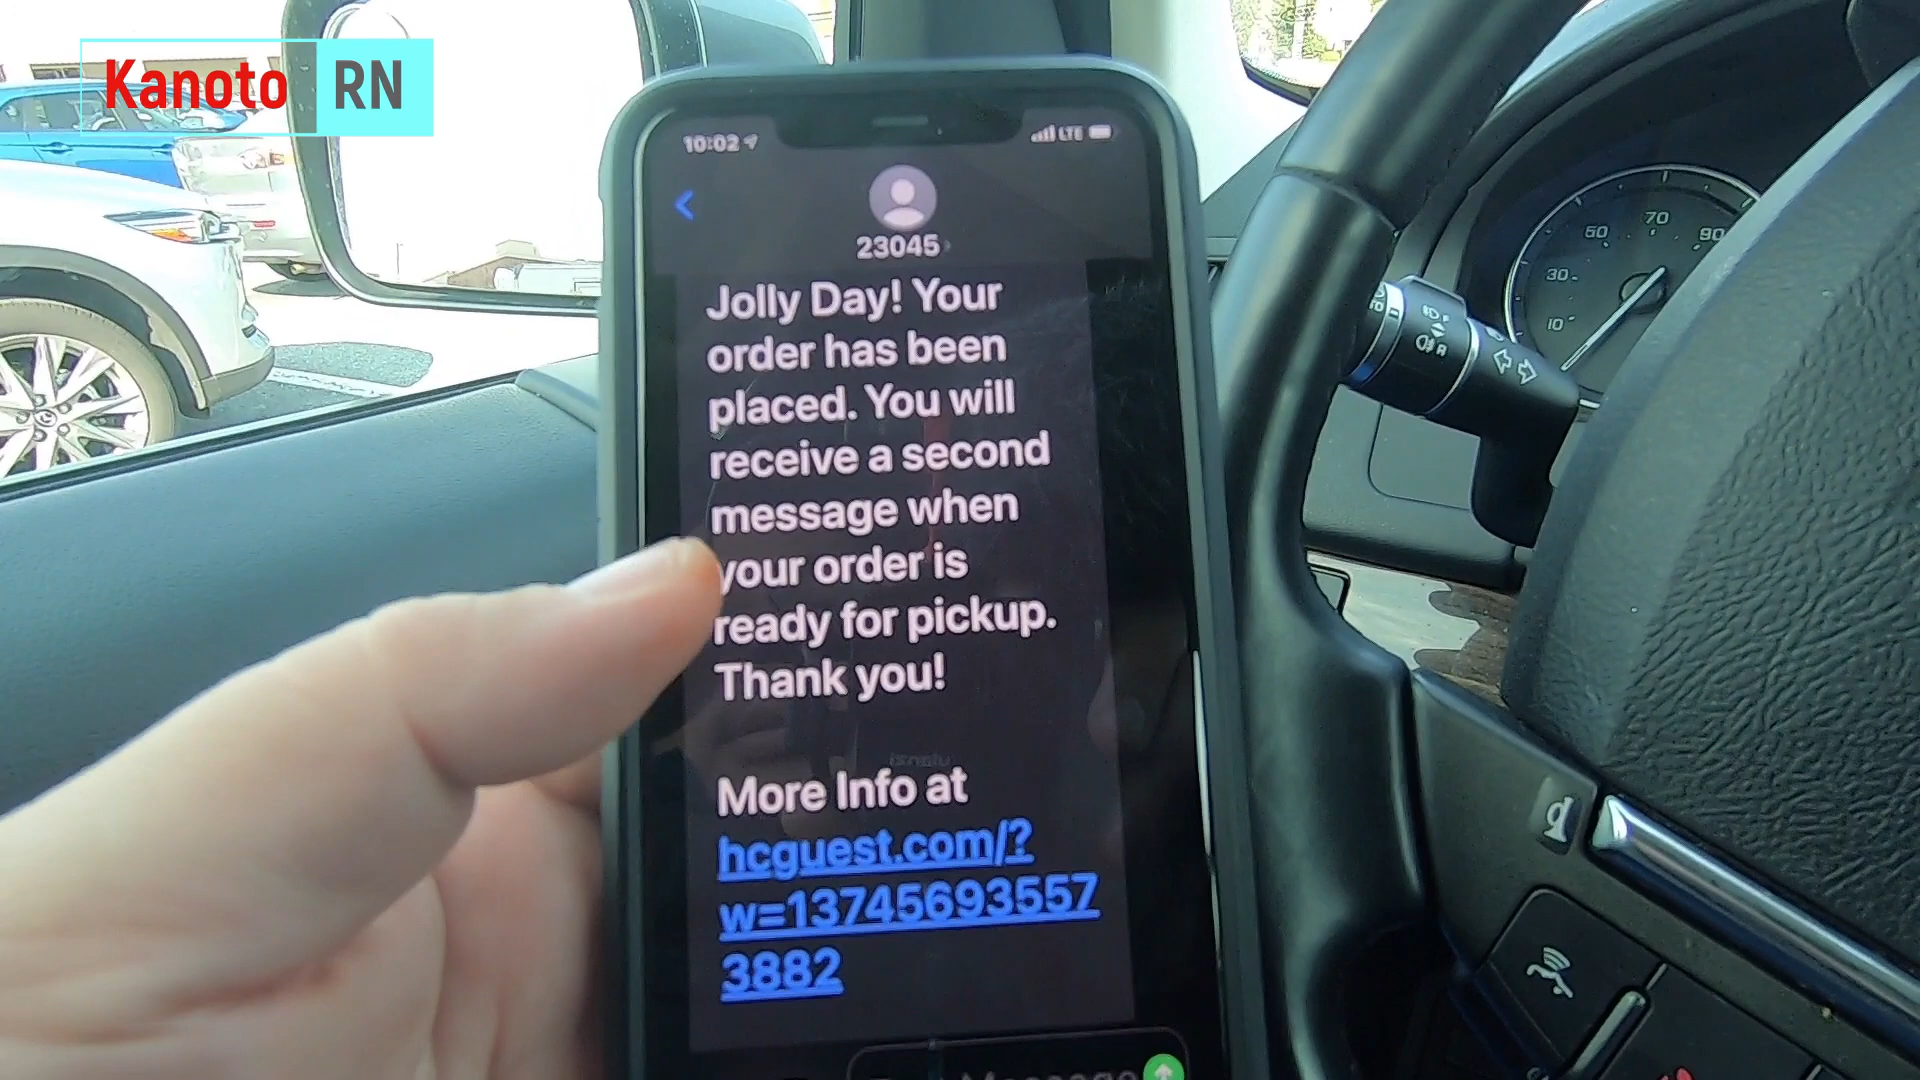 Kanoto RN
10:02
LTE
23045
Jolly Day! Your
order has been
placed. You will
receive a second
message when
your order is
ready for pickup.
Thank you!
More Info at
hcguest.com/?
w=13745693557
3882
Message
10
30
50
70
90